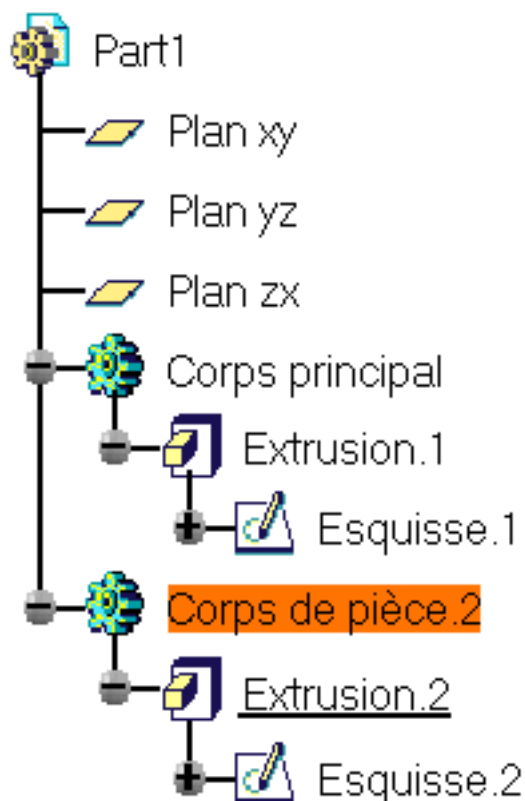 Part1
Plan xy
Plan yz
Plan zx
Corps principal
Extrusion.1
Esquisse.1
Corps de pièce.2
Extrusion.2
Esquisse.2